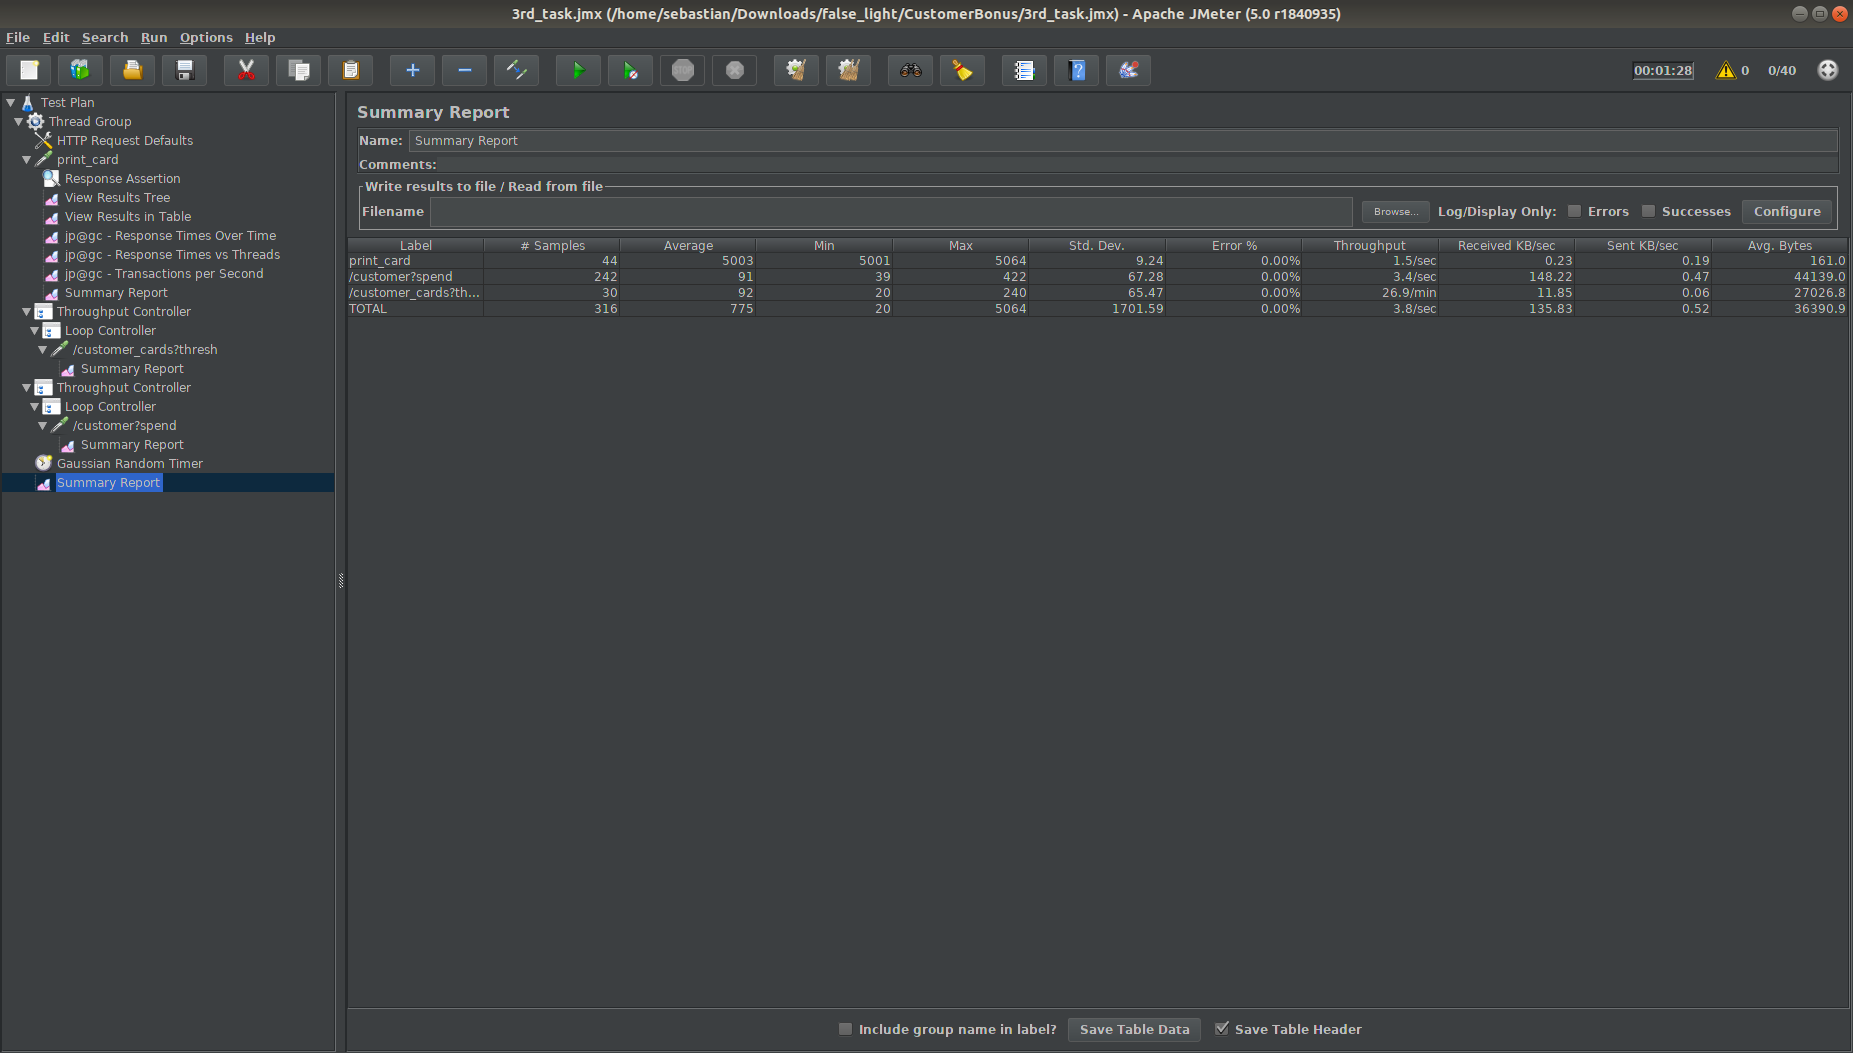 3rd_task.jmx (/home/sebastian/Downloads/false_light/CustomerBonus/3rd_task.jmx) - Apache JMeter (5.0 r1840935)
File Edit Search Run Options Help
STOP
00:01:28 0 0/40
Test Plan
Thread Group
HTTP Request Defaults
print_card
Response Assertion
View Results Tree
View Results in Table
jp@gc - Response Times Over Time
jp@gc - Response Times vs Threads
jp@gc - Transactions per Second
Summary Report
Throughput Controller
Loop Controller
/customer_cards?thresh
Summary Report
Throughput Controller
Loop Controller
/customer?spend
Summary Report
Gaussian Random Timer
Summary Report
Summary Report
Name: Summary Report
Comments:
Write results to file / Read from file
Filename Browse... Log/Display Only: Errors Successes Configure
Label # Samples Average Min Max Std. Dev. Error % Throughput Received KB/sec Sent KB/sec Avg. Bytes
print_card 44 5003 5001 5064 9.24 0.00% 1.5/sec 0.23 0.19 161.0
/customer?spend 242 91 39 422 67.28 0.00% 3.4/sec 148.22 0.47 44139.0
/customer_cards?th... 30 92 20 240 65.47 0.00% 26.9/min 11.85 0.06 27026.8
TOTAL 316 775 20 5064 1701.59 0.00% 3.8/sec 135.83 0.52 36390.9
Include group name in label? Save Table Data Save Table Header